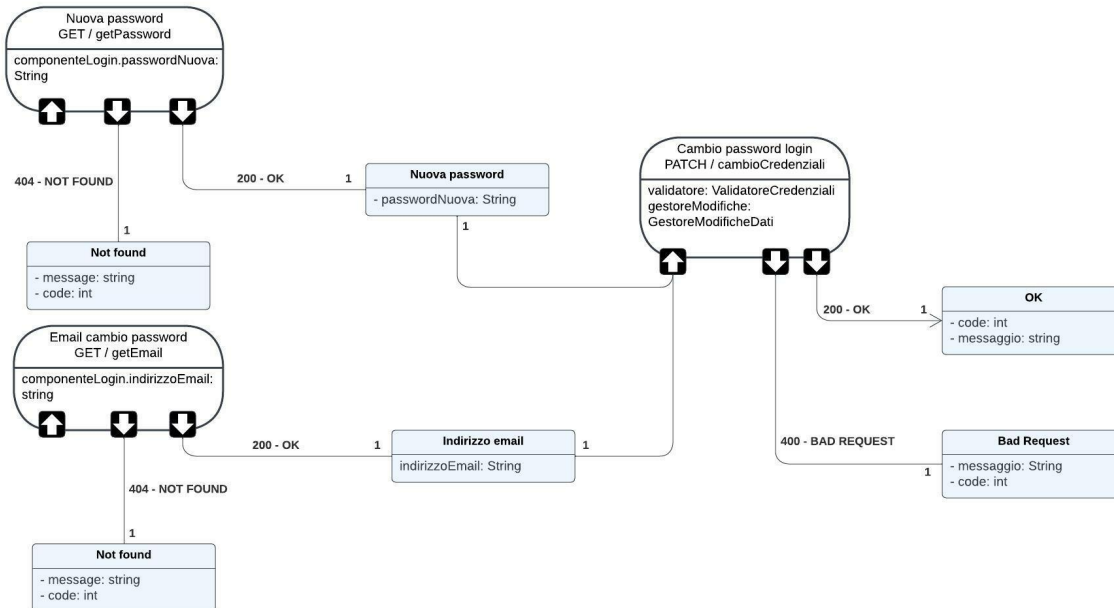 Nuova password
GET / getPassword
componenteLogin.passwordNuova:
String
404 - NOT FOUND
200 - OK
1
Nuova password
- passwordNuova: String
1
1
Not found
- message: string
- code: int
Cambio password login
PATCH / cambioCredenziali
validatore: ValidatoreCredenziali
gestoreModifiche:
GestoreModificheDati
200 - OK
1
OK
- code: int
- messaggio: string
Email cambio password
GET / getEmail
componenteLogin.indirizzoEmail:
string
200 - OK
1
Indirizzo email
indirizzoEmail: String
1
400 - BAD REQUEST
1
Bad Request
- messaggio: String
- code: int
404 - NOT FOUND
1
Not found
- message: string
- code: int